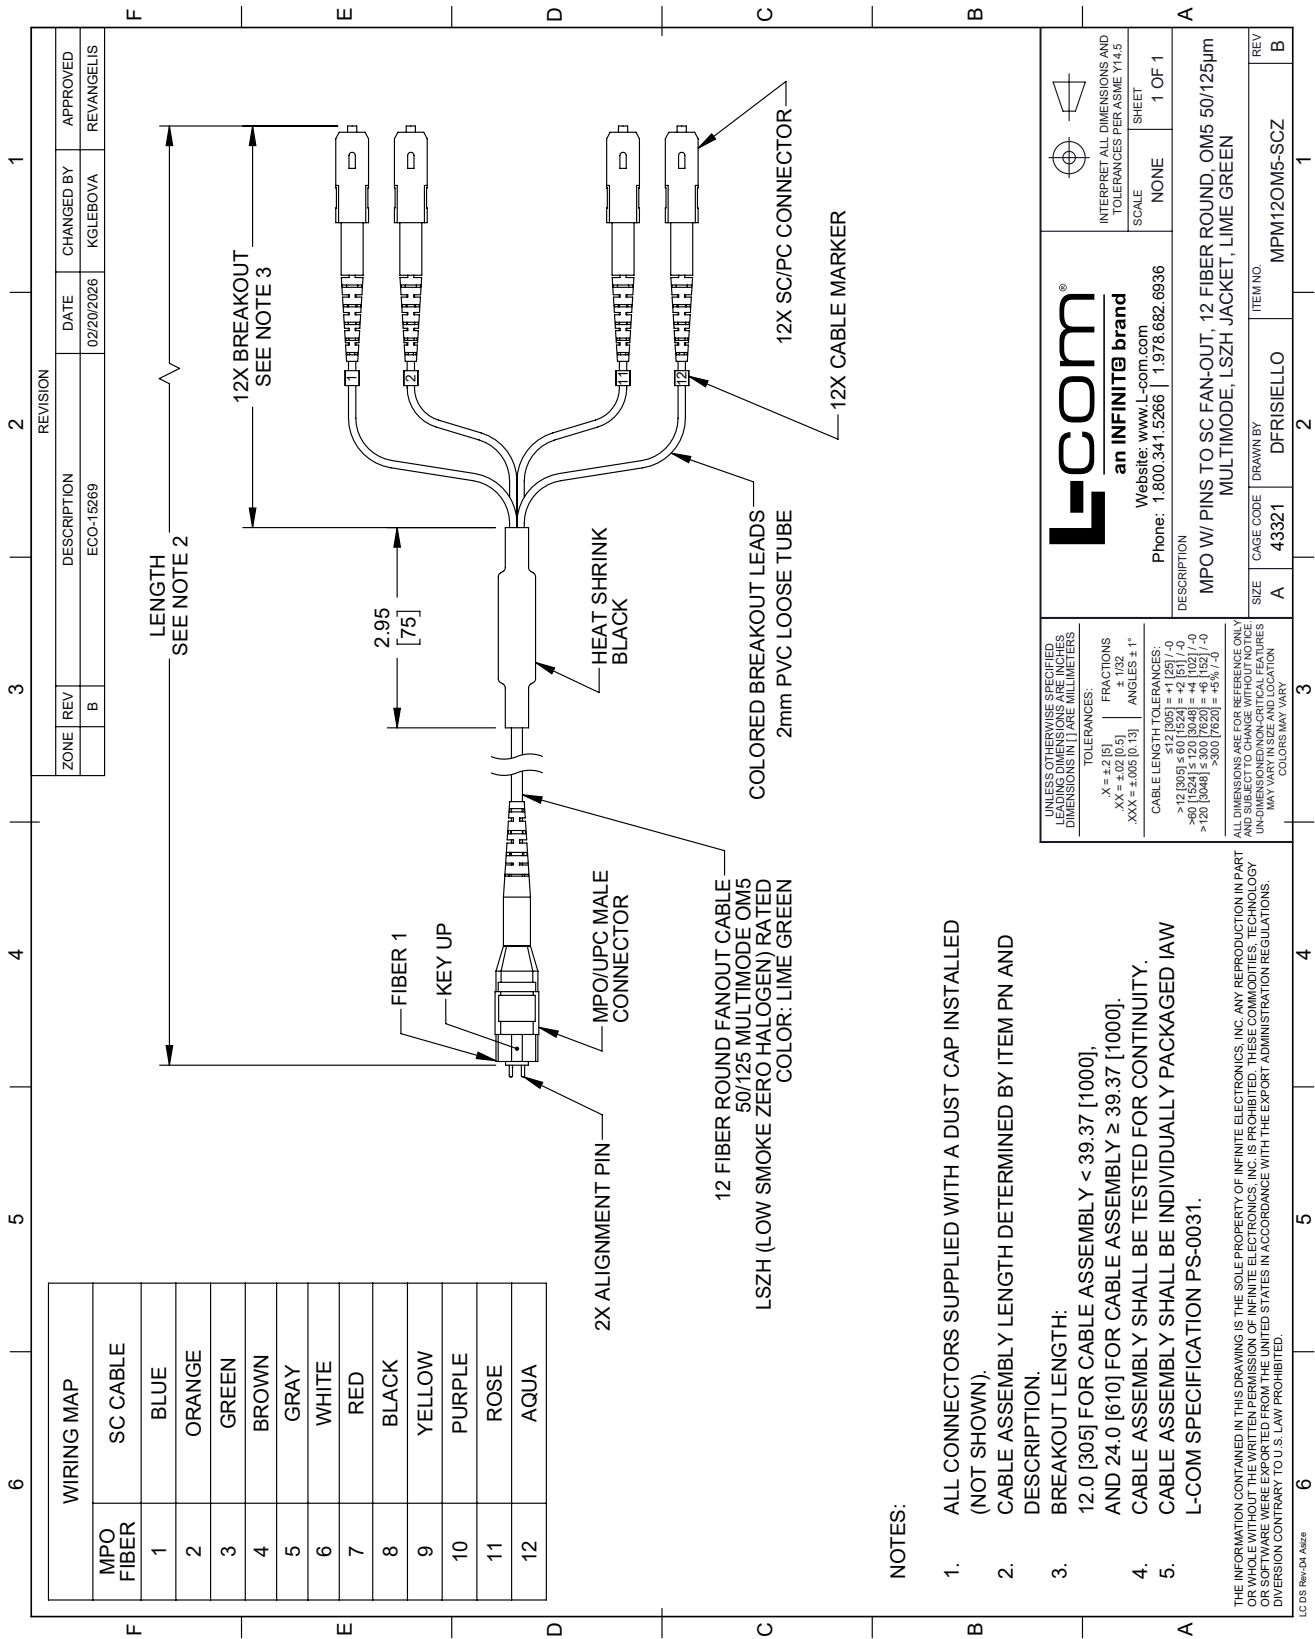 REVISION
ZONE REV DESCRIPTION DATE CHANGED BY APPROVED
B ECO-15269 02/20/2026 KGLEBOVA REVANGELIS
WIRING MAP
MPO FIBER SC CABLE
1 BLUE
2 ORANGE
3 GREEN
4 BROWN
5 GRAY
6 WHITE
7 RED
8 BLACK
9 YELLOW
10 PURPLE
11 ROSE
12 AQUA
LENGTH
SEE NOTE 2
12X BREAKOUT
SEE NOTE 3
2.95
[75]
FIBER 1
KEY UP
MPO/UPC MALE
CONNECTOR
2X ALIGNMENT PIN
HEAT SHRINK
BLACK
1
2
11
12
12 FIBER ROUND FANOUT CABLE
50/125 MULTIMODE OM5
LSZH (LOW SMOKE ZERO HALOGEN) RATED
COLOR: LIME GREEN
COLORED BREAKOUT LEADS
2mm PVC LOOSE TUBE
12X CABLE MARKER
12X SC/PC CONNECTOR
NOTES:
1. ALL CONNECTORS SUPPLIED WITH A DUST CAP INSTALLED
(NOT SHOWN).
2. CABLE ASSEMBLY LENGTH DETERMINED BY ITEM PN AND
DESCRIPTION.
3. BREAKOUT LENGTH:
12.0 [305] FOR CABLE ASSEMBLY < 39.37 [1000],
AND 24.0 [610] FOR CABLE ASSEMBLY ≥ 39.37 [1000].
4. CABLE ASSEMBLY SHALL BE TESTED FOR CONTINUITY.
5. CABLE ASSEMBLY SHALL BE INDIVIDUALLY PACKAGED IAW
L-COM SPECIFICATION PS-0031.
THE INFORMATION CONTAINED IN THIS DRAWING IS THE SOLE PROPERTY OF INFINITE ELECTRONICS, INC. ANY REPRODUCTION IN PART
OR WHOLE WITHOUT THE WRITTEN PERMISSION OF INFINITE ELECTRONICS, INC. IS PROHIBITED. THESE COMMODITIES, TECHNOLOGY
OR SOFTWARE WERE EXPORTED FROM THE UNITED STATES IN ACCORDANCE WITH THE EXPORT ADMINISTRATION REGULATIONS.
DIVERSION CONTRARY TO U.S. LAW PROHIBITED.
UNLESS OTHERWISE SPECIFIED
LEADING DIMENSIONS ARE INCHES
DIMENSIONS IN [ ] ARE MILLIMETERS
TOLERANCES:
.X = ±.2 [5] FRACTIONS
.XX = ±.02 [0.5] ± 1/32
.XXX = ±.005 [0.13] ANGLES ± 1°
CABLE LENGTH TOLERANCES:
≤12 [305] = +1 [25] / -0
>12 [305] ≤ 60 [1524] = +2 [51] / -0
>60 [1524] ≤ 120 [3048] = +4 [102] / -0
>120 [3048] ≤ 300 [7620] = +6 [152] / -0
>300 [7620] = +5% / -0
ALL DIMENSIONS ARE FOR REFERENCE ONLY
AND SUBJECT TO CHANGE WITHOUT NOTICE.
UN-DIMENSIONED/NON-CRITICAL FEATURES
MAY VARY IN SIZE AND LOCATION
COLORS MAY VARY
L-com®
an INFINITE brand
Website: www.L-com.com
Phone: 1.800.341.5266 | 1.978.682.6936
INTERPRET ALL DIMENSIONS AND
TOLERANCES PER ASME Y14.5
SCALE NONE
SHEET 1 OF 1
DESCRIPTION
MPO W/ PINS TO SC FAN-OUT, 12 FIBER ROUND, OM5 50/125µm
MULTIMODE, LSZH JACKET, LIME GREEN
SIZE A
CAGE CODE 43321
DRAWN BY DFRISIELLO
ITEM NO. MPM12OM5-SCZ
REV B
6 5 4 3 2 1
6 5 4 3 2 1
F E D C B A
F E D C B A
LC DS Rev-D4 Asize